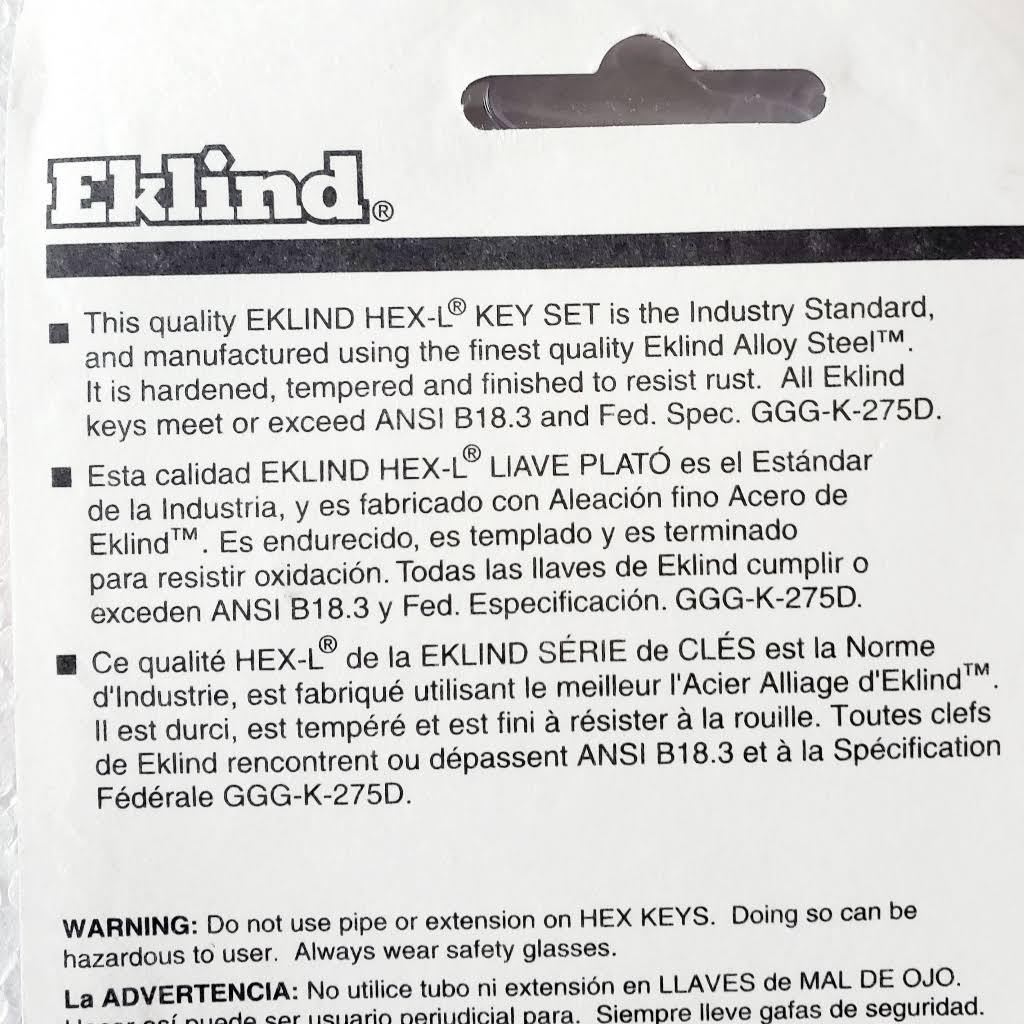 Eklind®
This quality EKLIND HEX-L® KEY SET is the Industry Standard,
and manufactured using the finest quality Eklind Alloy Steel™.
It is hardened, tempered and finished to resist rust. All Eklind
keys meet or exceed ANSI B18.3 and Fed. Spec. GGG-K-275D.
Esta calidad EKLIND HEX-L® LIAVE PLATÓ es el Estándar
de la Industria, y es fabricado con Aleación fino Acero de
Eklind™. Es endurecido, es templado y es terminado
para resistir oxidación. Todas las llaves de Eklind cumplir o
exceden ANSI B18.3 y Fed. Especificación. GGG-K-275D.
Ce qualité HEX-L® de la EKLIND SÉRIE de CLÉS est la Norme
d'Industrie, est fabriqué utilisant le meilleur l'Acier Alliage d'Eklind™.
Il est durci, est tempéré et est fini à résister à la rouille. Toutes clefs
de Eklind rencontrent ou dépassent ANSI B18.3 et à la Spécification
Fédérale GGG-K-275D.
WARNING: Do not use pipe or extension on HEX KEYS. Doing so can be
hazardous to user. Always wear safety glasses.
La ADVERTENCIA: No utilice tubo ni extensión en LLAVES de MAL DE OJO.
así puede ser usuario perjudicial para. Siempre lleve gafas de seguridad.